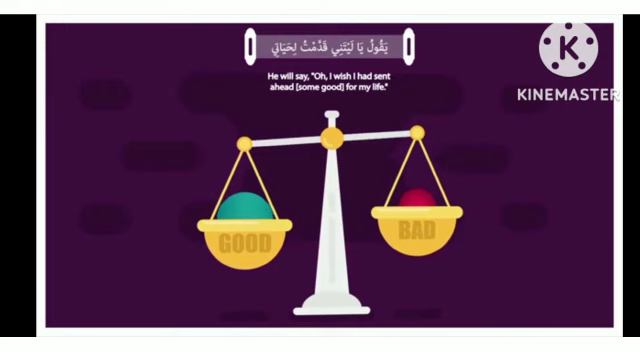 يَقُولُ يَا لَيْتَنِي قَدَّمْتُ لِحَيَاتِي
He will say, "Oh, I wish I had sent
ahead [some good] for my life."
K
KINEMASTER
GOOD
BAD